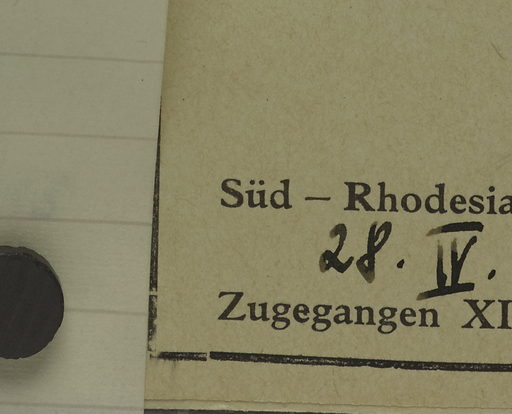 Süd – Rhodesia
28. IV.
Zugegangen XI